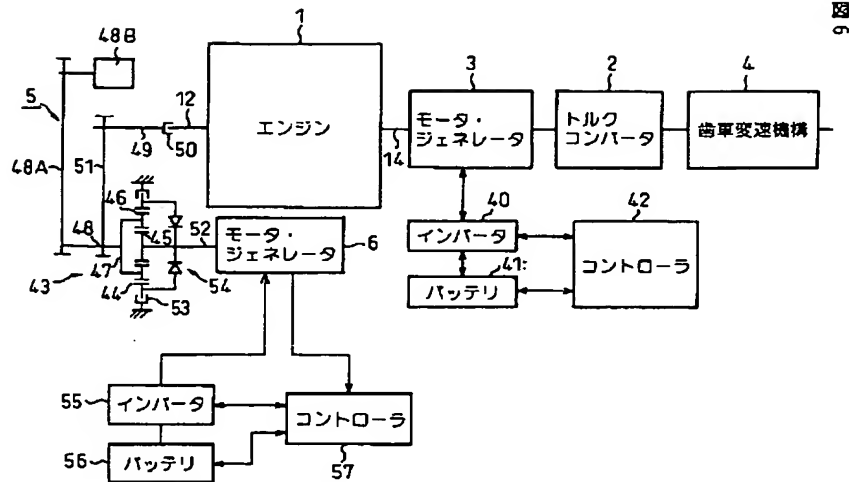 図
6
1
48B
5
12
エンジン
3
モータ・
ジェネレータ
2
トルク
コンバータ
4
歯車変速機構
49
50
14
48A
51
46
45
52
モータ・
ジェネレータ
6
40
インバータ
42
コントローラ
41:
バッテリ
48
47
43
44
53
54
55
インバータ
コントローラ
56
バッテリ
57